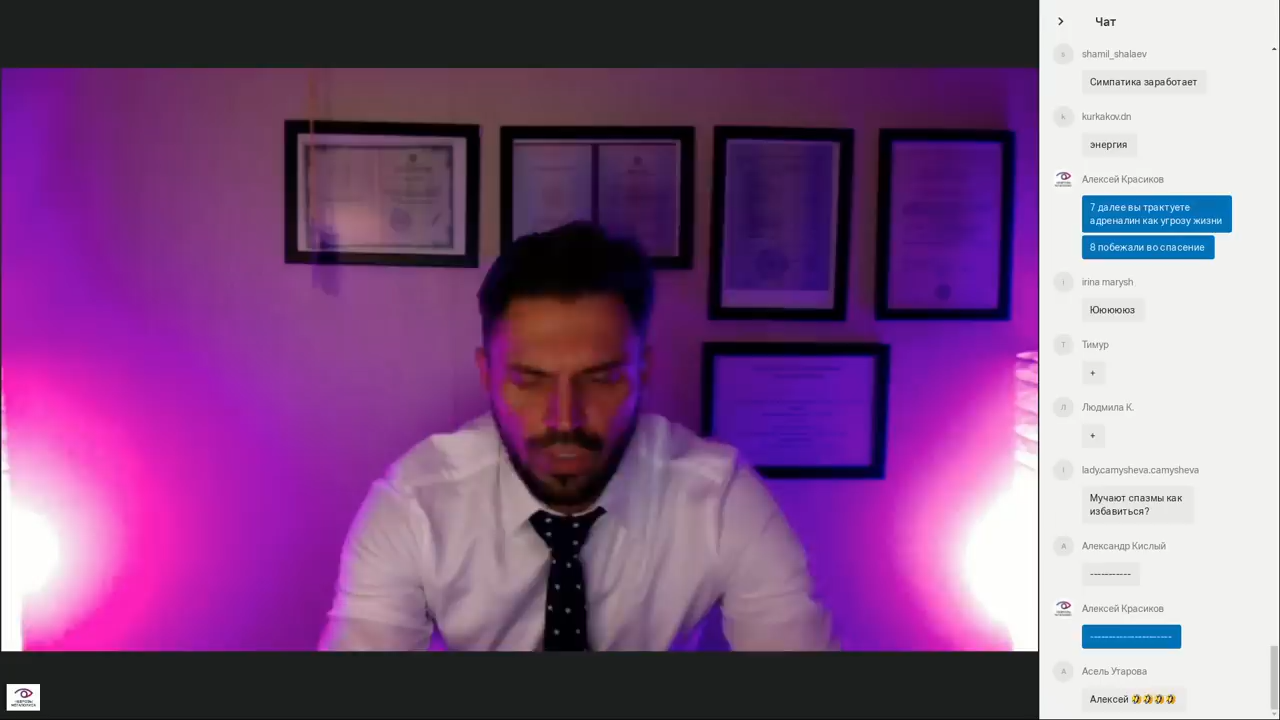 Чат
shamil_shalaev
Симпатика заработает
kurkakov.dn
энергия
Алексей Красиков
7 далее вы трактуете
адреналин как угрозу жизни
8 побежали во спасение
irina marysh
Юююююз
Тимур
+
Людмила К.
+
lady.camysheva.camysheva
Мучают спазмы как
избавиться?
Александр Кислый
-----------
Алексей Красиков
----------------------
Асель Утарова
Алексей 🤣🤣🤣🤣